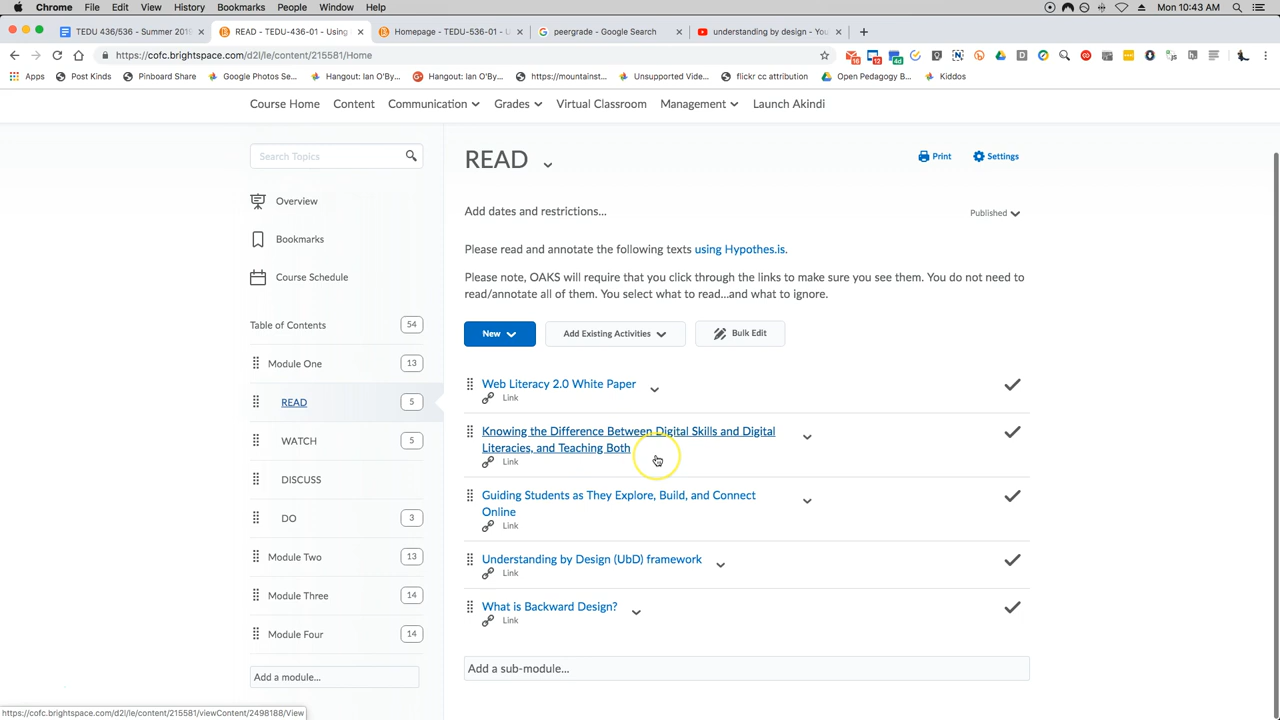 Chrome File Edit View History Bookmarks People Window Help Mon 10:43 AM
TEDU 436/536 - Summer 2019 READ - TEDU-436-01 - Using Homepage - TEDU-536-01 - U peergrade - Google Search understanding by design - You
https://cofc.brightspace.com/d2l/le/content/215581/Home
Apps Post Kinds Pinboard Share Google Photos Se... Hangout: Ian O'By... Hangout: Ian O'By... https://mountainst... Unsupported Vide... flickr cc attribution Open Pedagogy B... Kiddos
Course Home Content Communication Grades Virtual Classroom Management Launch Akindi
Search Topics
Overview
Bookmarks
Course Schedule
Table of Contents 54
Module One 13
READ 5
WATCH 5
DISCUSS
DO 3
Module Two 13
Module Three 14
Module Four 14
Add a module...
READ
Print Settings
Add dates and restrictions... Published
Please read and annotate the following texts using Hypothes.is.
Please note, OAKS will require that you click through the links to make sure you see them. You do not need to
read/annotate all of them. You select what to read...and what to ignore.
New Add Existing Activities Bulk Edit
Web Literacy 2.0 White Paper
Link
Knowing the Difference Between Digital Skills and Digital
Literacies, and Teaching Both
Link
Guiding Students as They Explore, Build, and Connect
Online
Link
Understanding by Design (UbD) framework
Link
What is Backward Design?
Link
Add a sub-module...
https://cofc.brightspace.com/d2l/le/content/215581/viewContent/2498188/View